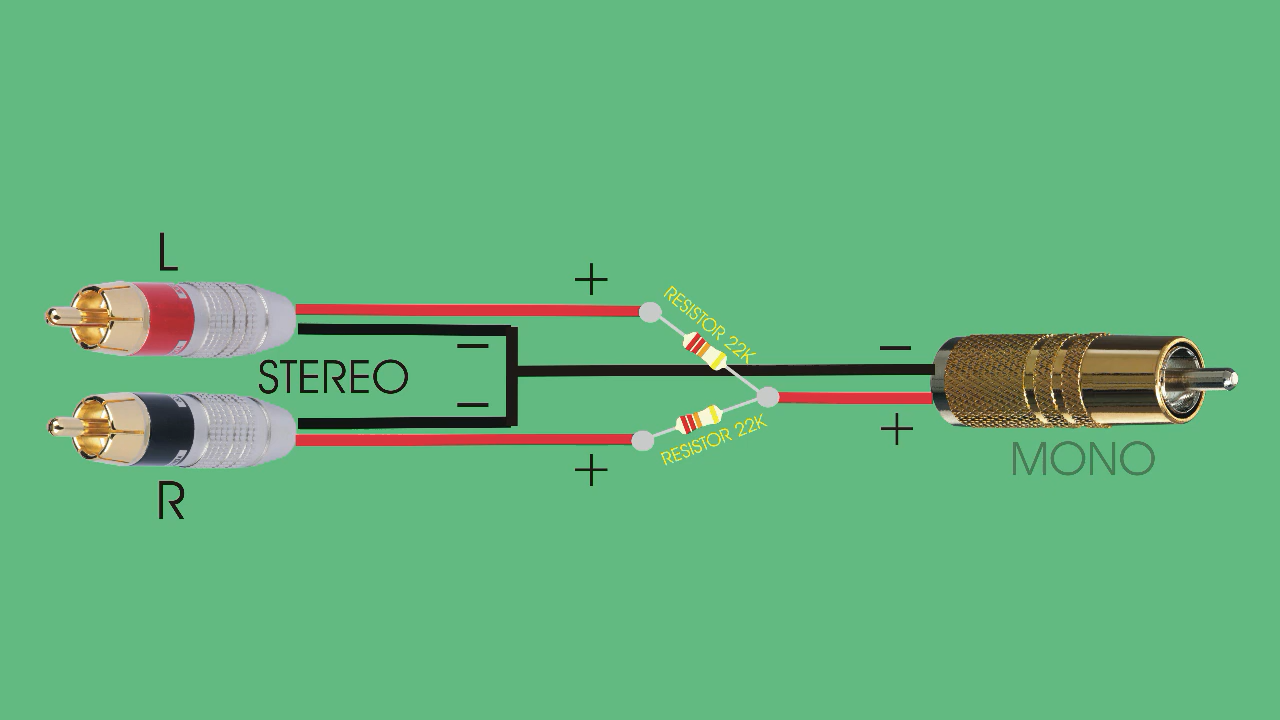 L
+
RESISTOR 22K
−
−
STEREO
−
+
RESISTOR 22K
+
MONO
R